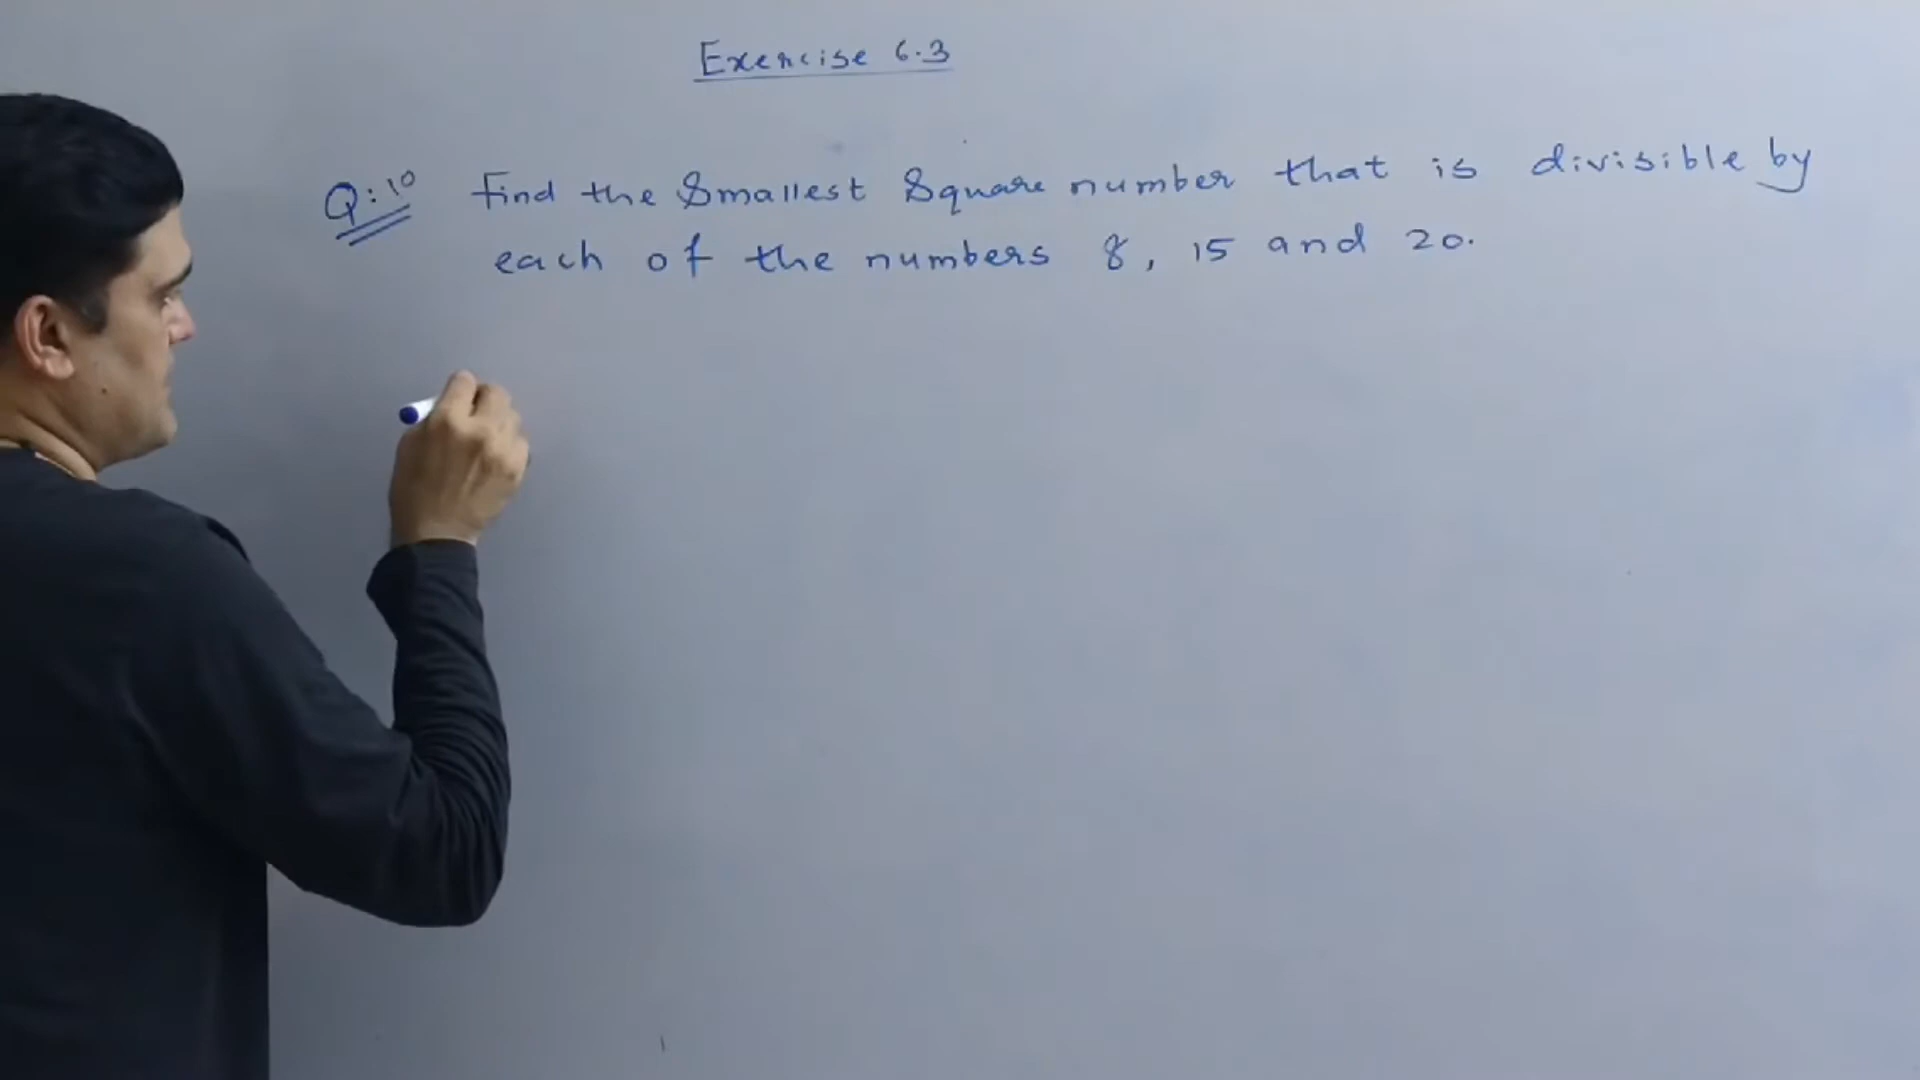 Exercise 6.3
Q:10 Find the Smallest Square number that is divisible by
each of the numbers 8, 15 and 20.